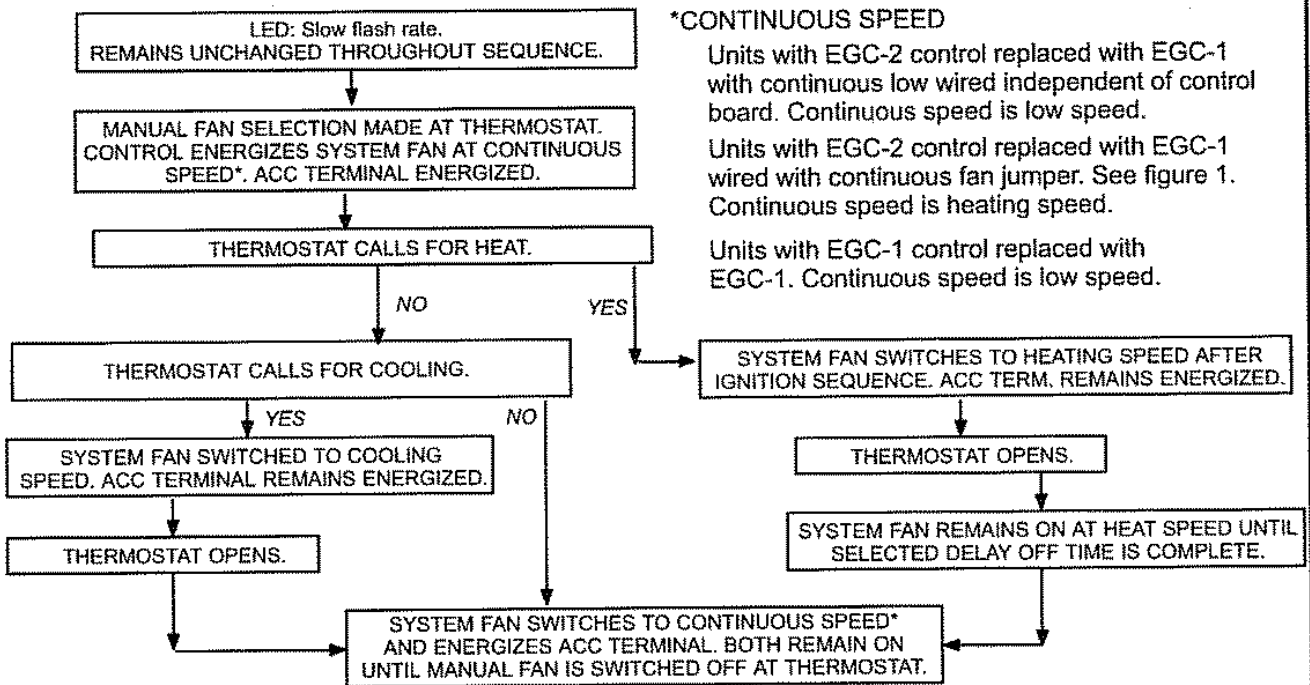 LED: Slow flash rate.
REMAINS UNCHANGED THROUGHOUT SEQUENCE.
MANUAL FAN SELECTION MADE AT THERMOSTAT.
CONTROL ENERGIZES SYSTEM FAN AT CONTINUOUS
SPEED*. ACC TERMINAL ENERGIZED.
*CONTINUOUS SPEED
Units with EGC-2 control replaced with EGC-1
with continuous low wired independent of control
board. Continuous speed is low speed.
Units with EGC-2 control replaced with EGC-1
wired with continuous fan jumper. See figure 1.
Continuous speed is heating speed.
Units with EGC-1 control replaced with
EGC-1. Continuous speed is low speed.
THERMOSTAT CALLS FOR HEAT.
NO
YES
THERMOSTAT CALLS FOR COOLING.
YES
NO
SYSTEM FAN SWITCHED TO COOLING
SPEED. ACC TERMINAL REMAINS ENERGIZED.
THERMOSTAT OPENS.
SYSTEM FAN SWITCHES TO HEATING SPEED AFTER
IGNITION SEQUENCE. ACC TERM. REMAINS ENERGIZED.
THERMOSTAT OPENS.
SYSTEM FAN REMAINS ON AT HEAT SPEED UNTIL
SELECTED DELAY OFF TIME IS COMPLETE.
SYSTEM FAN SWITCHES TO CONTINUOUS SPEED*
AND ENERGIZES ACC TERMINAL. BOTH REMAIN ON
UNTIL MANUAL FAN IS SWITCHED OFF AT THERMOSTAT.